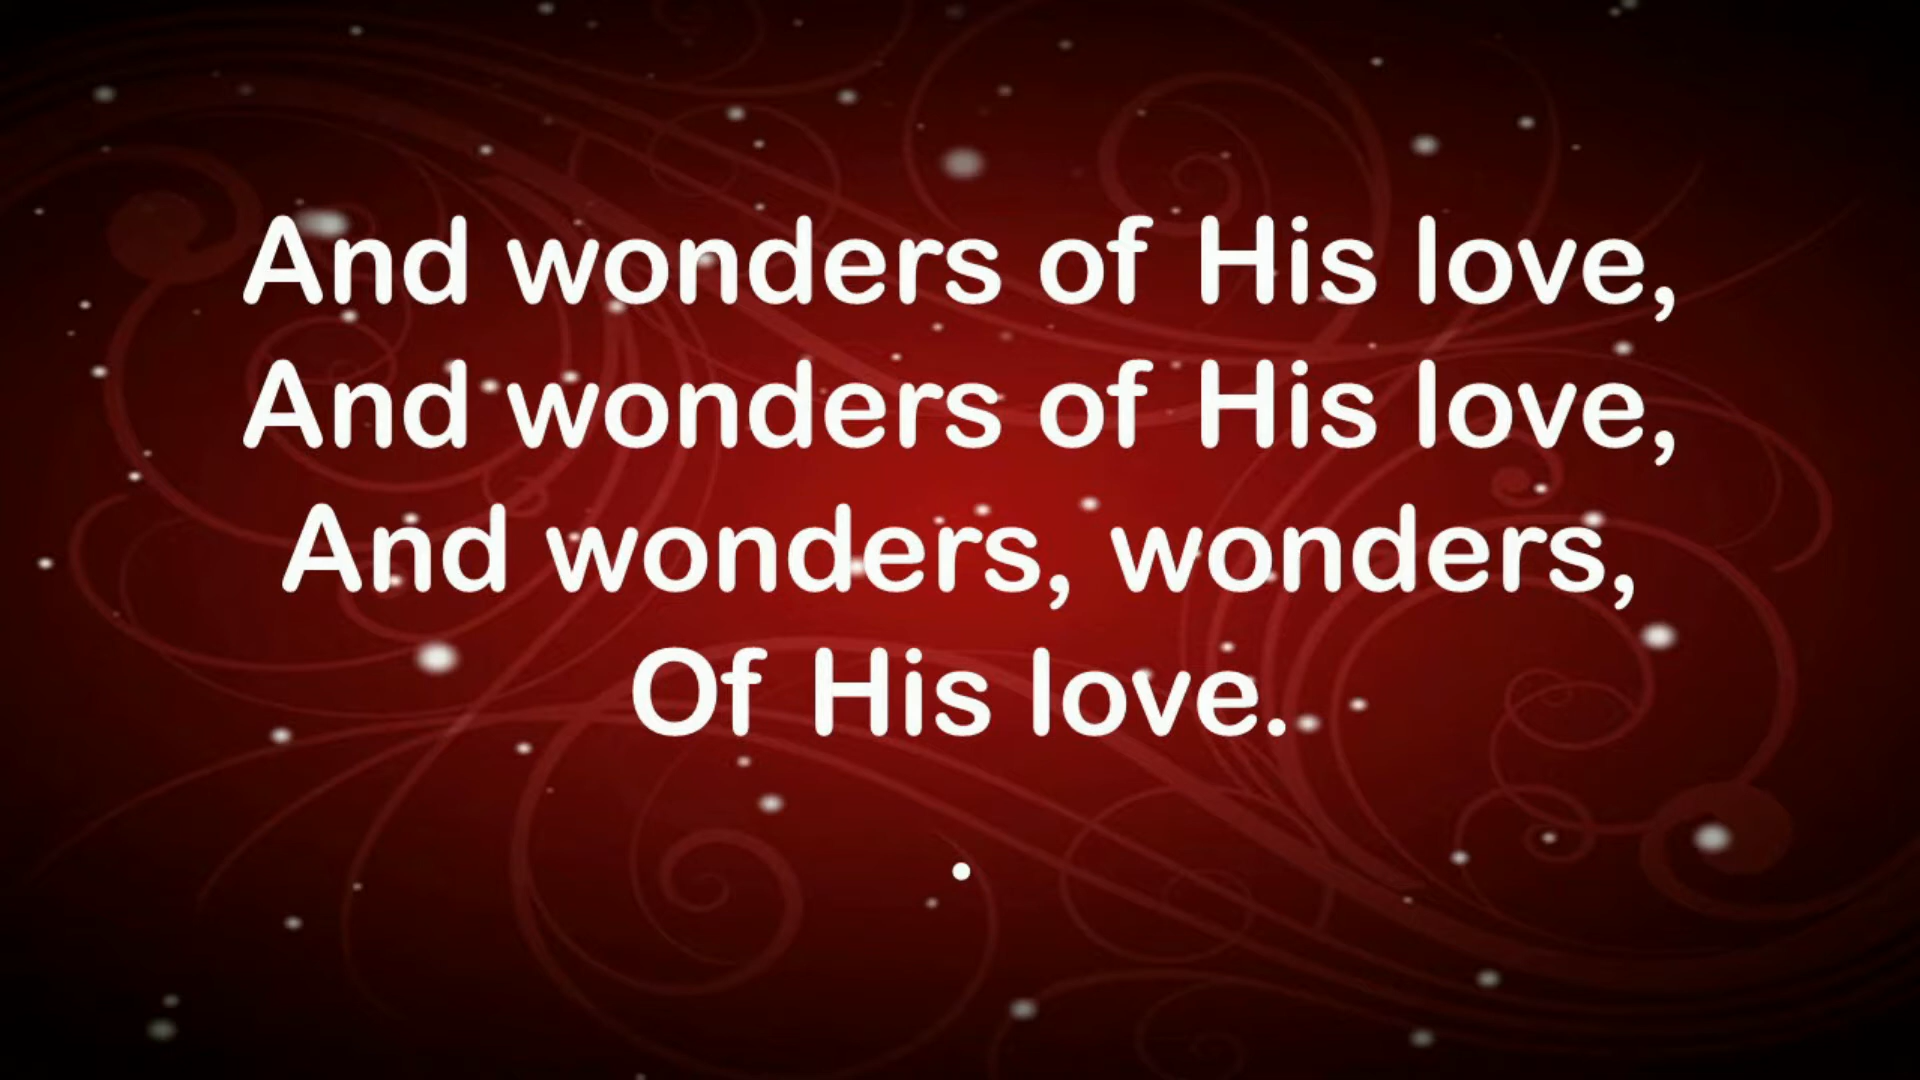 And wonders of His love,
And wonders of His love,
And wonders, wonders,
Of His love.
.